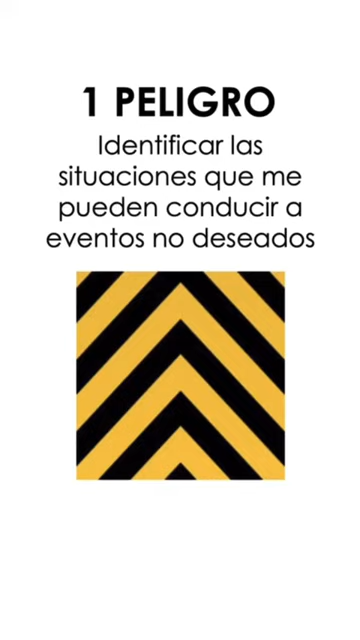 1 PELIGRO
Identificar las
situaciones que me
pueden conducir a
eventos no deseados